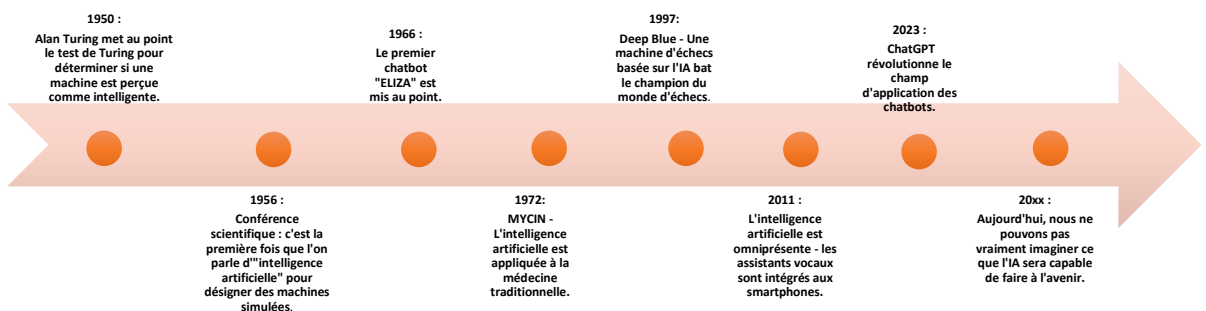 1950 :
Alan Turing met au point
le test de Turing pour
déterminer si une
machine est perçue
comme intelligente.
1956 :
Conférence
scientifique : c'est la
première fois que l'on
parle d'"intelligence
artificielle" pour
désigner des machines
simulées.
1966 :
Le premier
chatbot
"ELIZA" est
mis au point.
1972:
MYCIN -
L'intelligence
artificielle est
appliquée à la
médecine
traditionnelle.
1997:
Deep Blue - Une
machine d'échecs
basée sur l'IA bat
le champion du
monde d'échecs.
2011 :
L'intelligence
artificielle est
omniprésente - les
assistants vocaux
sont intégrés aux
smartphones.
2023 :
ChatGPT
révolutionne le
champ
d'application des
chatbots.
20xx :
Aujourd'hui, nous ne
pouvons pas
vraiment imaginer ce
que l'IA sera capable
de faire à l'avenir.